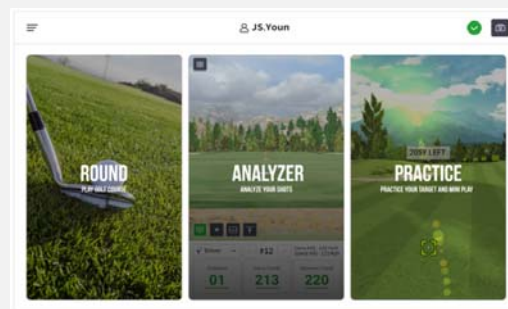 JS.Youn
ROUND
PLAY GOLF COURSE
ANALYZER
ANALYZE YOUR SHOTS
#12
01
213
220
PRACTICE
PRACTICE YOUR TARGET AND MINI PLAY